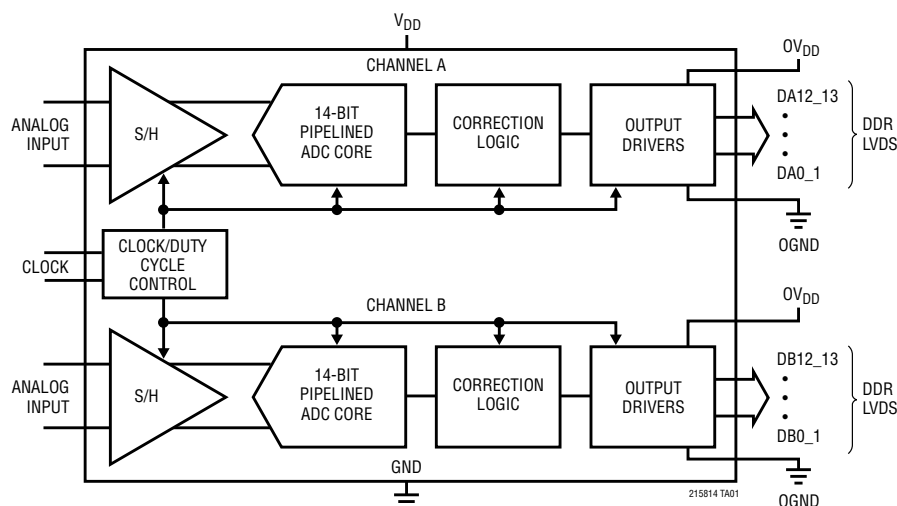 VDD
CHANNEL A
ANALOG
INPUT
S/H
14-BIT
PIPELINED
ADC CORE
CORRECTION
LOGIC
OUTPUT
DRIVERS
OVDD
DA12_13
•
•
•
DA0_1
DDR
LVDS
OGND
CLOCK
CLOCK/DUTY
CYCLE
CONTROL
CHANNEL B
ANALOG
INPUT
S/H
14-BIT
PIPELINED
ADC CORE
CORRECTION
LOGIC
OUTPUT
DRIVERS
OVDD
DB12_13
•
•
•
DB0_1
DDR
LVDS
OGND
GND
215814 TA01